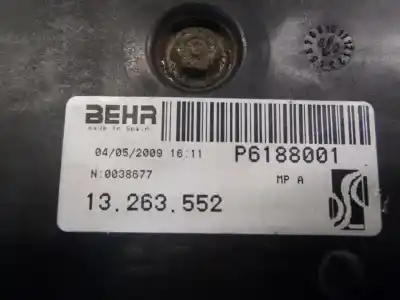 BEHR
made in Spain
04/05/2009 16:11
P6188001
N:0038677
MP A
13.263.552